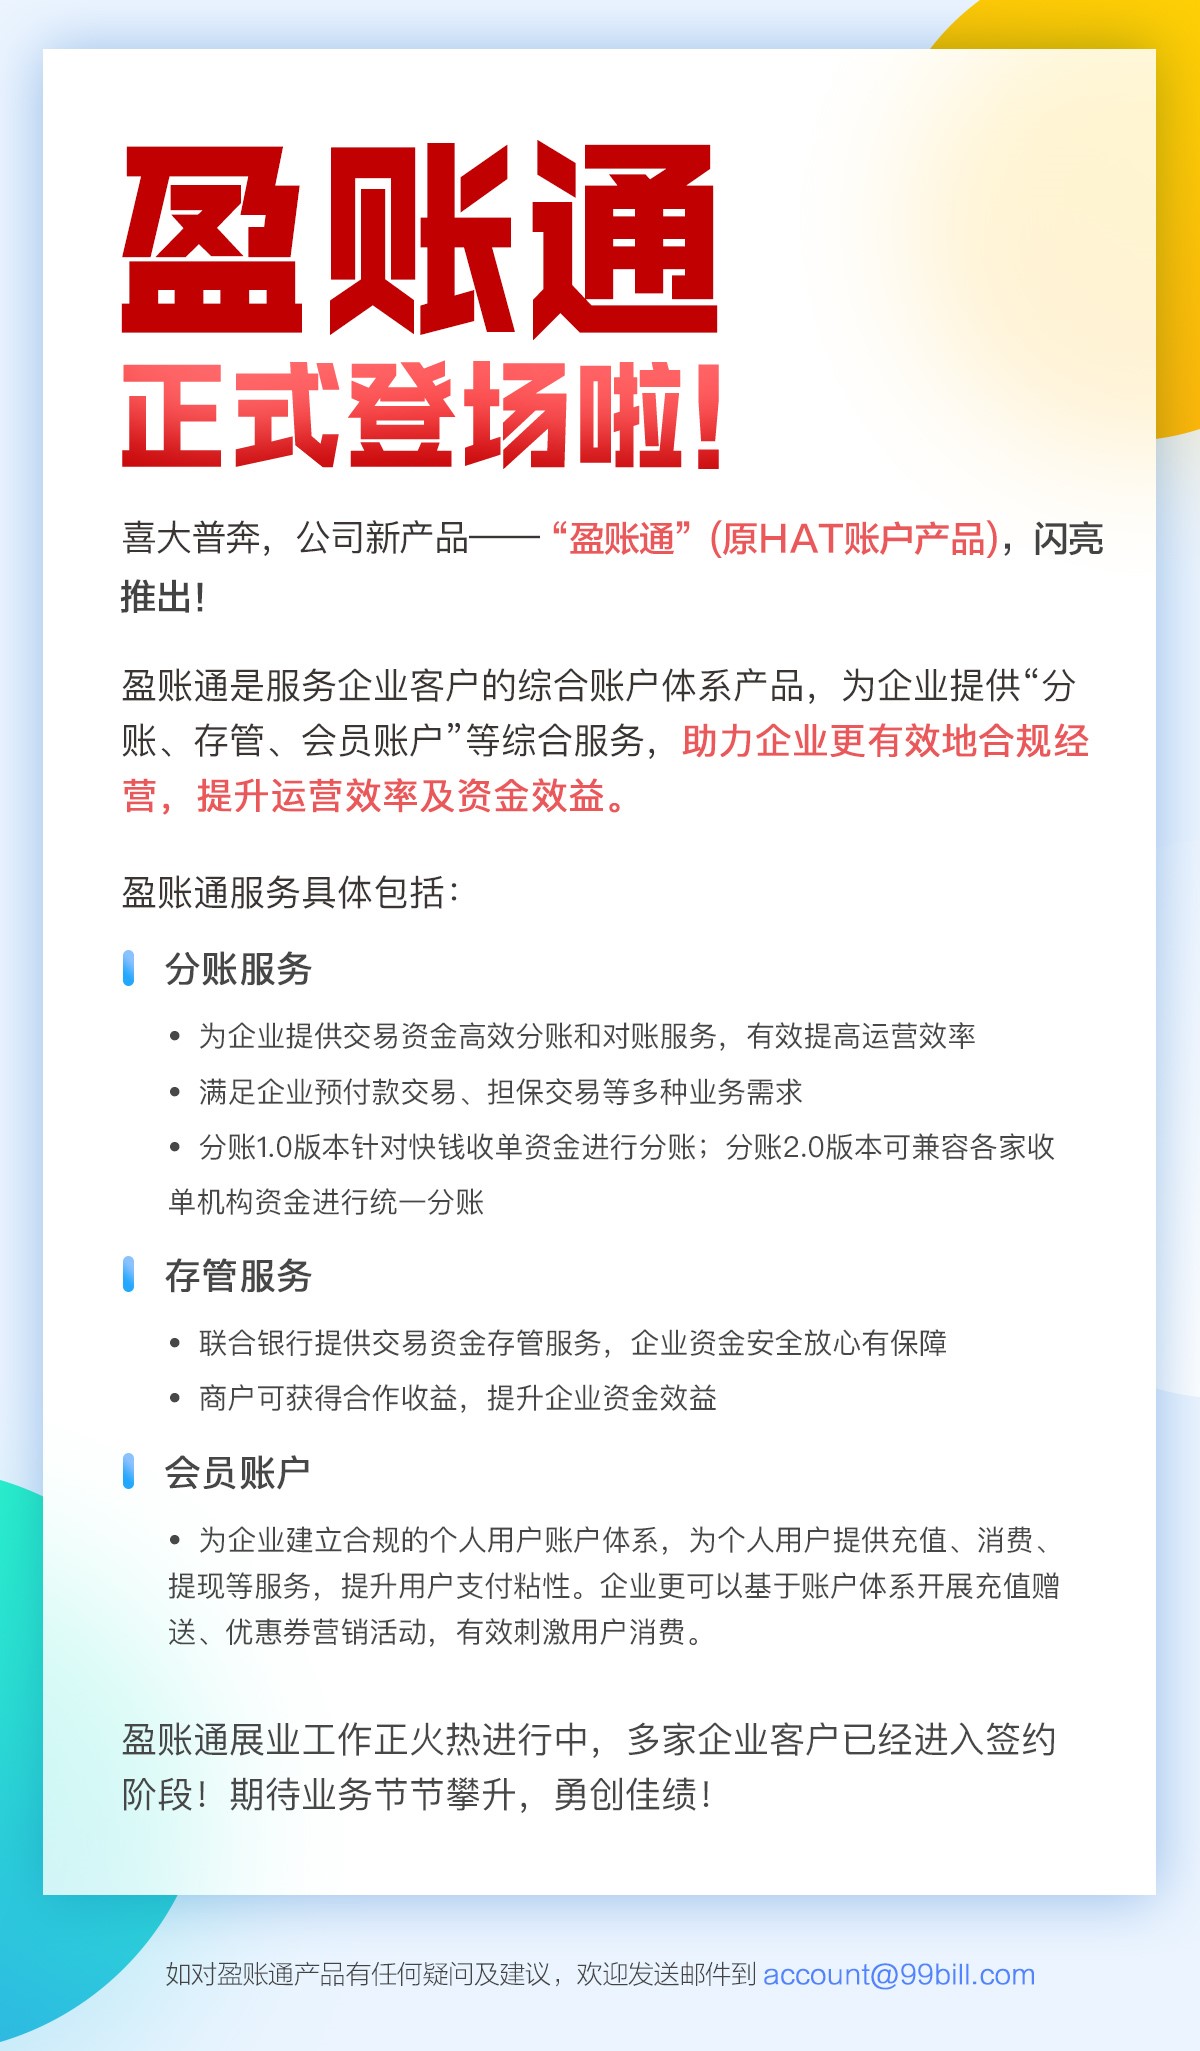 盈账通
正式登场啦!
喜大普奔，公司新产品——“盈账通”(原HAT账户产品)，闪亮
推出!
盈账通是服务企业客户的综合账户体系产品，为企业提供“分
账、存管、会员账户”等综合服务，助力企业更有效地合规经
营，提升运营效率及资金效益。
盈账通服务具体包括：
分账服务
• 为企业提供交易资金高效分账和对账服务，有效提高运营效率
• 满足企业预付款交易、担保交易等多种业务需求
• 分账1.0版本针对快钱收单资金进行分账；分账2.0版本可兼容各家收
单机构资金进行统一分账
存管服务
• 联合银行提供交易资金存管服务，企业资金安全放心有保障
• 商户可获得合作收益，提升企业资金效益
会员账户
• 为企业建立合规的个人用户账户体系，为个人用户提供充值、消费、
提现等服务，提升用户支付粘性。企业更可以基于账户体系开展充值赠
送、优惠券营销活动，有效刺激用户消费。
盈账通展业工作正火热进行中，多家企业客户已经进入签约
阶段！期待业务节节攀升，勇创佳绩！
如对盈账通产品有任何疑问及建议，欢迎发送邮件到 account@99bill.com